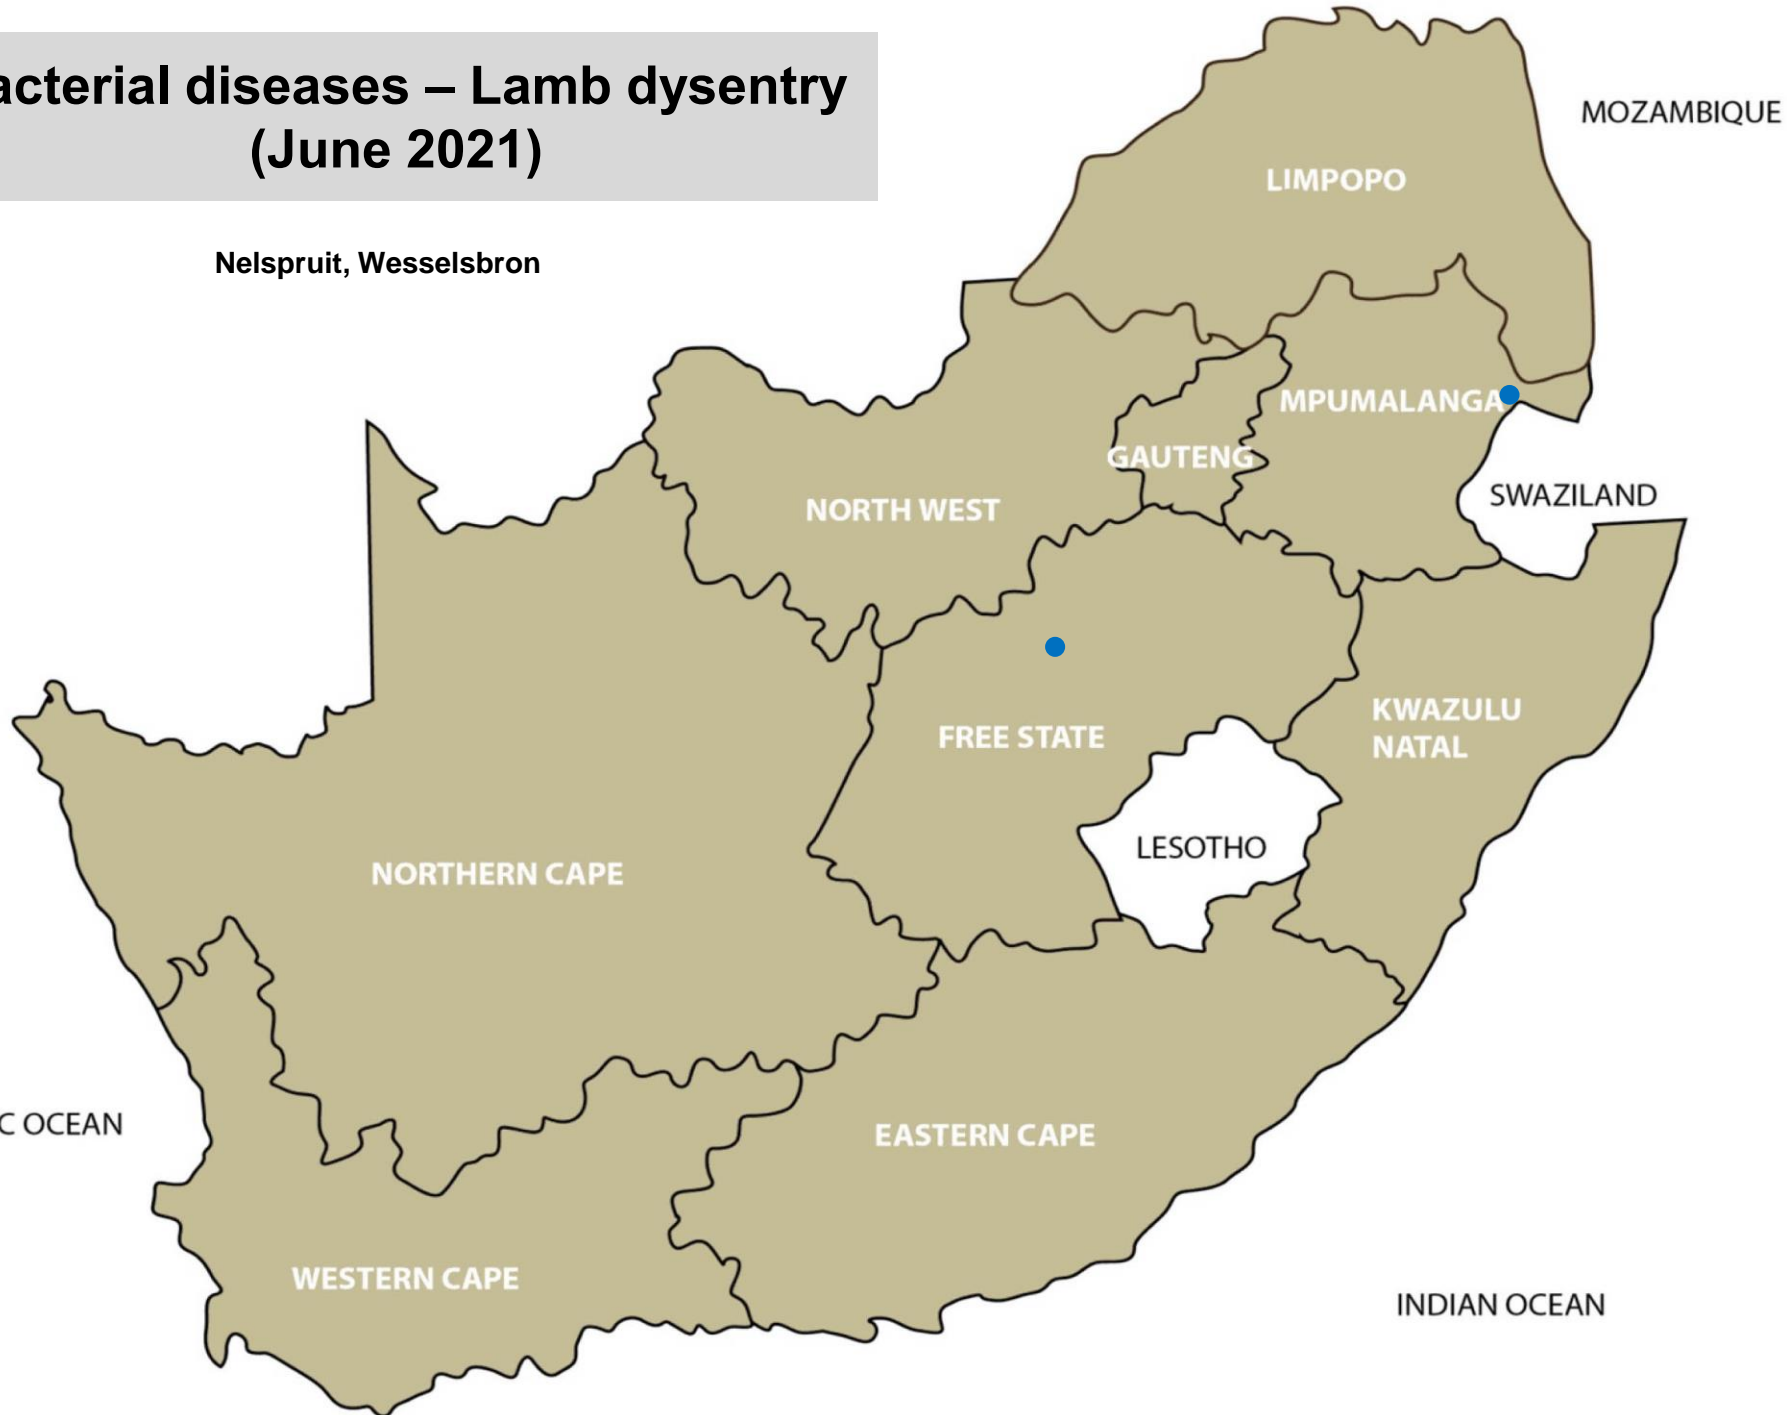 acterial diseases – Lamb dysentry
(June 2021)
MOZAMBIQUE
LIMPOPO
Nelspruit, Wesselsbron
MPUMALANGA
GAUTENG
SWAZILAND
NORTH WEST
KWAZULU
NATAL
FREE STATE
LESOTHO
NORTHERN CAPE
C OCEAN
EASTERN CAPE
WESTERN CAPE
INDIAN OCEAN